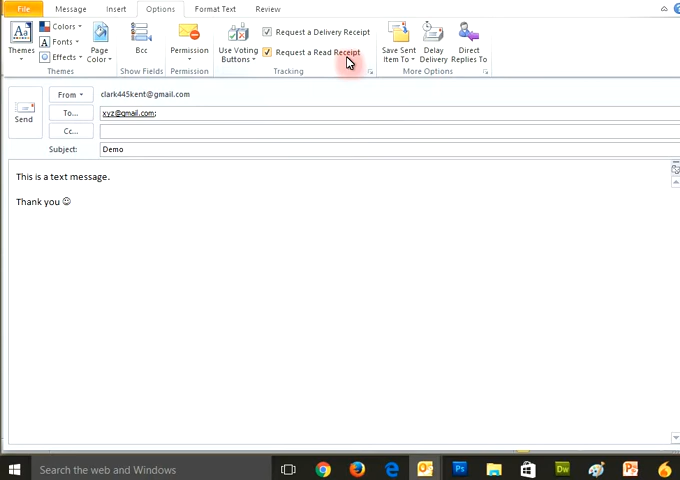 File Message Insert Options Format Text Review
Themes
Colors
Fonts
Effects
Page Color
Bcc
Permission
Use Voting Buttons
Request a Delivery Receipt
Request a Read Receipt
Save Sent Item To
Delay Delivery
Direct Replies To
Themes Show Fields Permission Tracking More Options
Send
From clark445kent@gmail.com
To... xyz@gmail.com;
Cc...
Subject: Demo
This is a text message.
Thank you ☺
Search the web and Windows